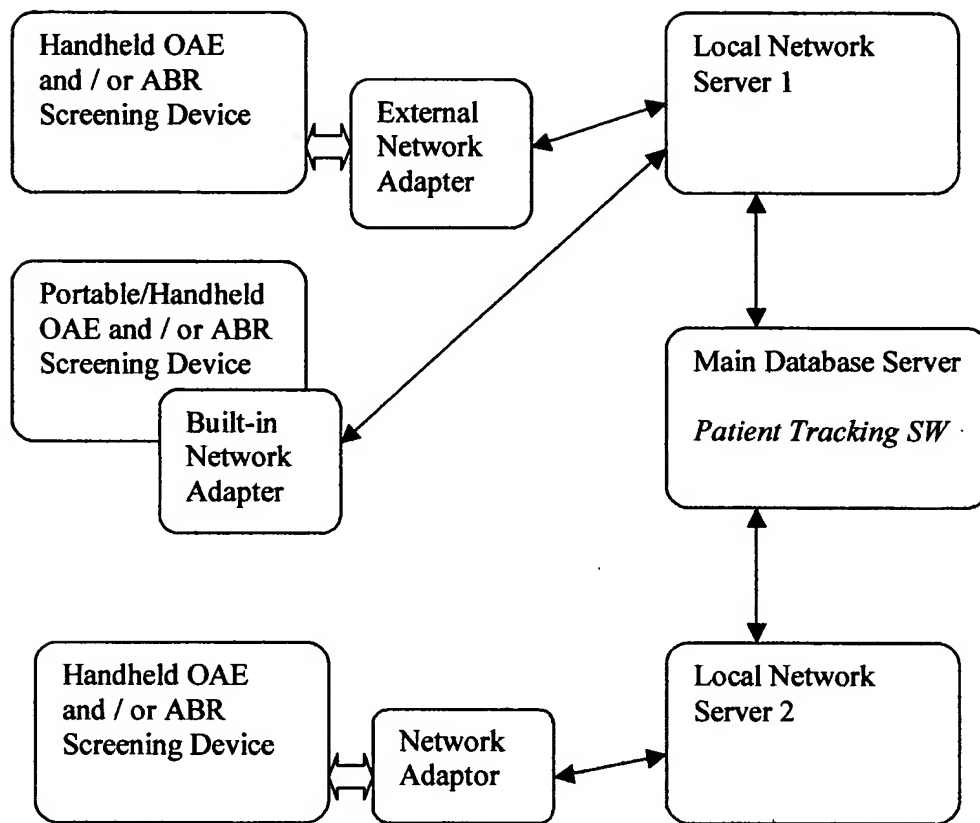 Handheld OAE
and / or ABR
Screening Device
External
Network
Adapter
Local Network
Server 1
Portable/Handheld
OAE and / or ABR
Screening Device
Built-in
Network
Adapter
Main Database Server
Patient Tracking SW
Handheld OAE
and / or ABR
Screening Device
Network
Adaptor
Local Network
Server 2